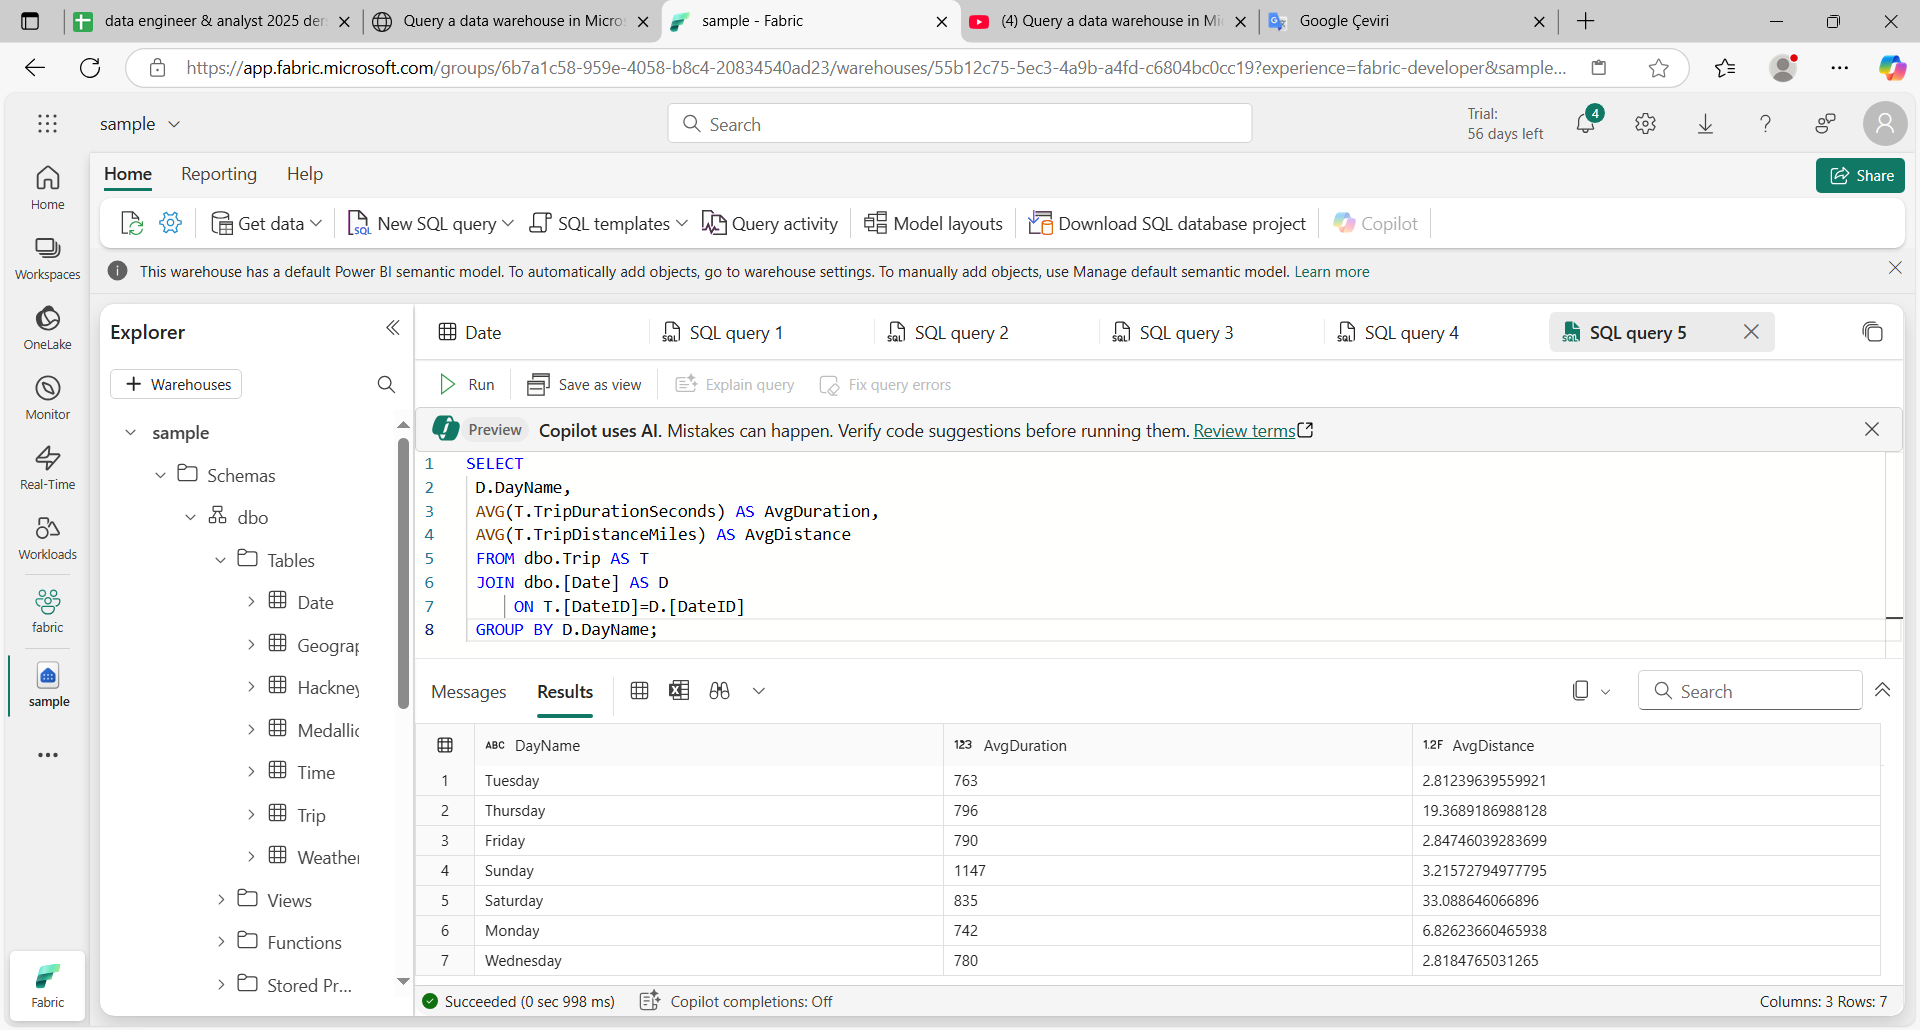 data engineer & analyst 2025 der
Query a data warehouse in Micros
sample - Fabric
(4) Query a data warehouse in Mi
Google Çeviri
https://app.fabric.microsoft.com/groups/6b7a1c58-959e-4058-b8c4-20834540ad23/warehouses/55b12c75-5ec3-4a9b-a4fd-c6804bc0cc19?experience=fabric-developer&sample...
sample
Search
Trial:
56 days left
4
Home
Reporting
Help
Share
Get data
New SQL query
SQL templates
Query activity
Model layouts
Download SQL database project
Copilot
This warehouse has a default Power BI semantic model. To automatically add objects, go to warehouse settings. To manually add objects, use Manage default semantic model. Learn more
Home
Workspaces
OneLake
Monitor
Real-Time
Workloads
fabric
sample
Fabric
Explorer
Warehouses
sample
Schemas
dbo
Tables
Date
Geograp
Hackney
Medallic
Time
Trip
Weather
Views
Functions
Stored Pr...
Date
SQL query 1
SQL query 2
SQL query 3
SQL query 4
SQL query 5
Run
Save as view
Explain query
Fix query errors
Preview
Copilot uses AI. Mistakes can happen. Verify code suggestions before running them. Review terms
1 SELECT
2 D.DayName,
3 AVG(T.TripDurationSeconds) AS AvgDuration,
4 AVG(T.TripDistanceMiles) AS AvgDistance
5 FROM dbo.Trip AS T
6 JOIN dbo.[Date] AS D
7 ON T.[DateID]=D.[DateID]
8 GROUP BY D.DayName;
Messages
Results
Search
ABC DayName 123 AvgDuration 1.2F AvgDistance
1 Tuesday 763 2.81239639559921
2 Thursday 796 19.3689186988128
3 Friday 790 2.84746039283699
4 Sunday 1147 3.21572794977795
5 Saturday 835 33.088646066896
6 Monday 742 6.82623660465938
7 Wednesday 780 2.8184765031265
Succeeded (0 sec 998 ms)
Copilot completions: Off
Columns: 3 Rows: 7